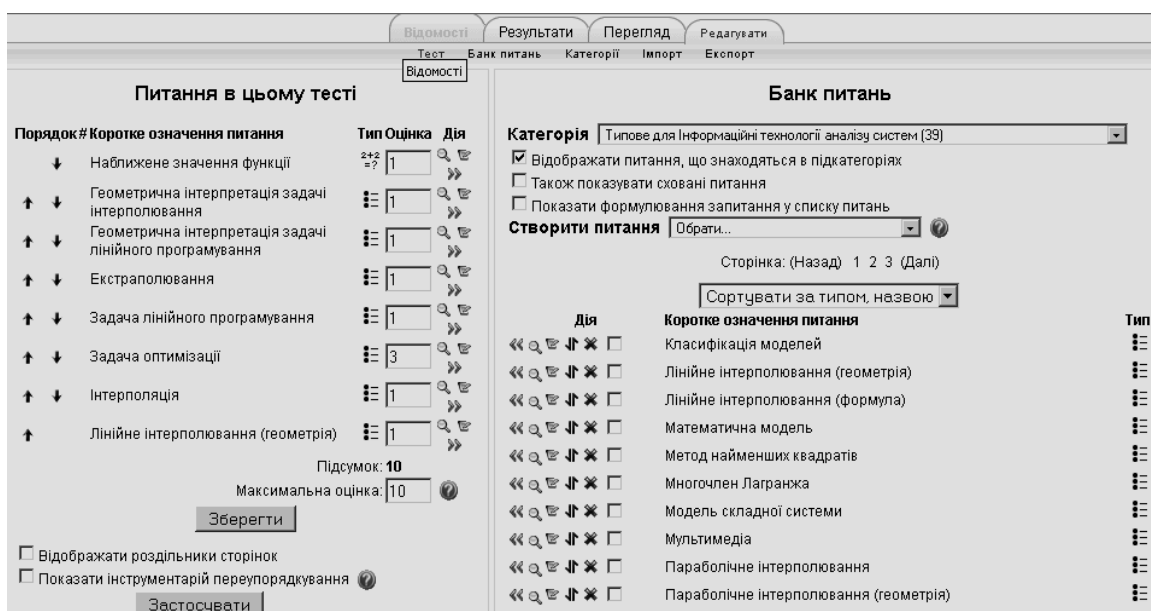 Відомості Результати Перегляд Редагувати
Тест Банк питань Категорії Імпорт Експорт
Відомості
Питання в цьому тесті
Порядок # Коротке означення питання Тип Оцінка Дія
Наближене значення функції 2+2 =? 1
Геометрична інтерпретація задачі
інтерполювання 1
Геометрична інтерпретація задачі
лінійного програмування 1
Екстраполювання 1
Задача лінійного програмування 1
Задача оптимізації 3
Інтерполяція 1
Лінійне інтерполювання (геометрія) 1
Підсумок: 10
Максимальна оцінка: 10
Зберегти
Відображати роздільники сторінок
Показати інструментарій переупорядкування
Застосувати
Банк питань
Категорія Типове для Інформаційні технології аналізу систем (39)
Відображати питання, що знаходяться в підкатегоріях
Також показувати сховані питання
Показати формулювання запитання у списку питань
Створити питання Обрати...
Сторінка: (Назад) 1 2 3 (Далі)
Сортувати за типом, назвою
Дія Коротке означення питання Тип
Класифікація моделей
Лінійне інтерполювання (геометрія)
Лінійне інтерполювання (формула)
Математична модель
Метод найменших квадратів
Многочлен Лагранжа
Модель складної системи
Мультимедіа
Параболічне інтерполювання
Параболічне інтерполювання (геометрія)